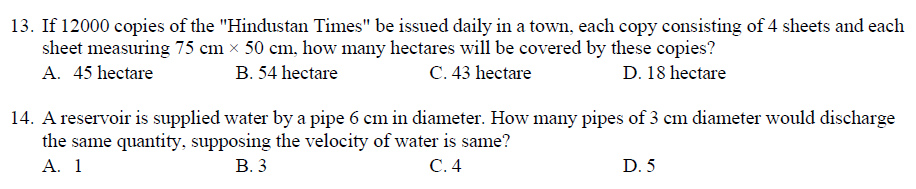 13. If 12000 copies of the "Hindustan Times" be issued daily in a town, each copy consisting of 4 sheets and each
sheet measuring 75 cm × 50 cm, how many hectares will be covered by these copies?
A. 45 hectare B. 54 hectare C. 43 hectare D. 18 hectare
14. A reservoir is supplied water by a pipe 6 cm in diameter. How many pipes of 3 cm diameter would discharge
the same quantity, supposing the velocity of water is same?
A. 1 B. 3 C. 4 D. 5